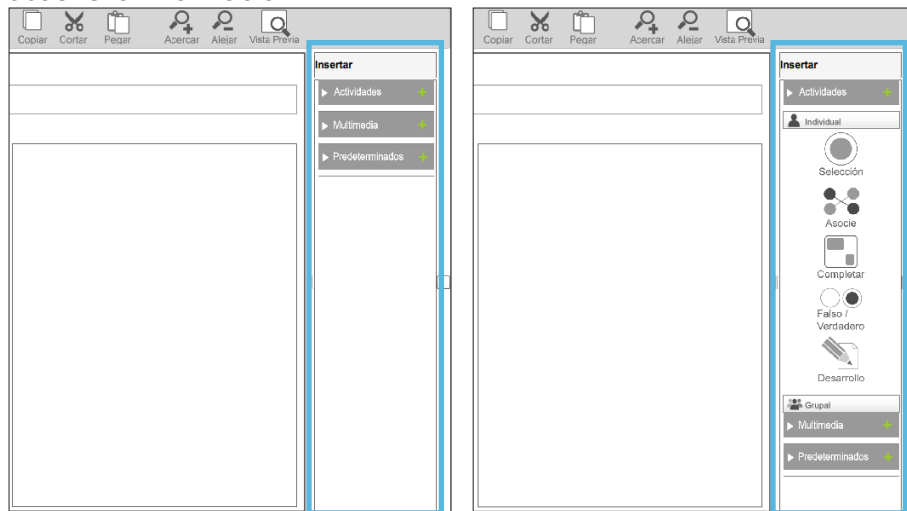 Copiar Cortar Pegar Acercar Alejar Vista Previa
Insertar
Actividades
Multimedia
Predeterminados
Copiar Cortar Pegar Acercar Alejar Vista Previa
Insertar
Actividades
Individual
Selección
Asocie
Completar
Falso /
Verdadero
Desarrollo
Grupal
Multimedia
Predeterminados